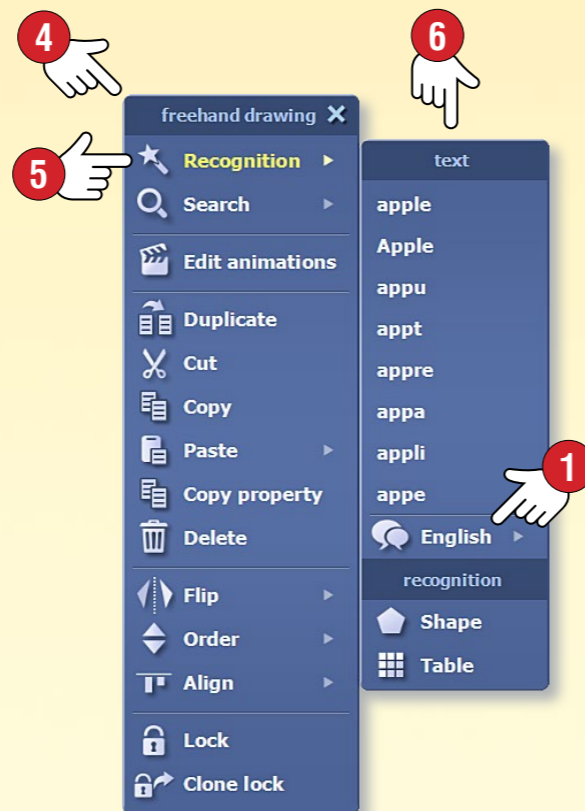 4
6
freehand drawing
5
Recognition
Search
Edit animations
Duplicate
Cut
Copy
Paste
Copy property
Delete
Flip
Order
Align
Lock
Clone lock
text
apple
Apple
appu
appt
appre
appa
appli
appe
1
English
recognition
Shape
Table